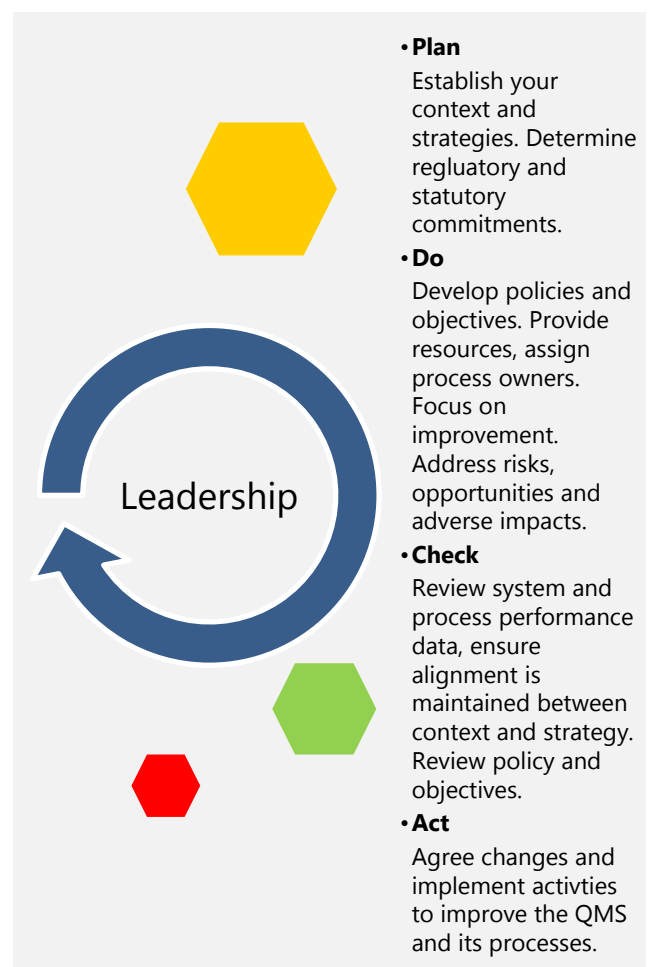 •Plan
Establish your
context and
strategies. Determine
regluatory and
statutory
commitments.
•Do
Develop policies and
objectives. Provide
resources, assign
process owners.
Focus on
improvement.
Address risks,
opportunities and
adverse impacts.
•Check
Review system and
process performance
data, ensure
alignment is
maintained between
context and strategy.
Review policy and
objectives.
•Act
Agree changes and
implement activties
to improve the QMS
and its processes.
Leadership